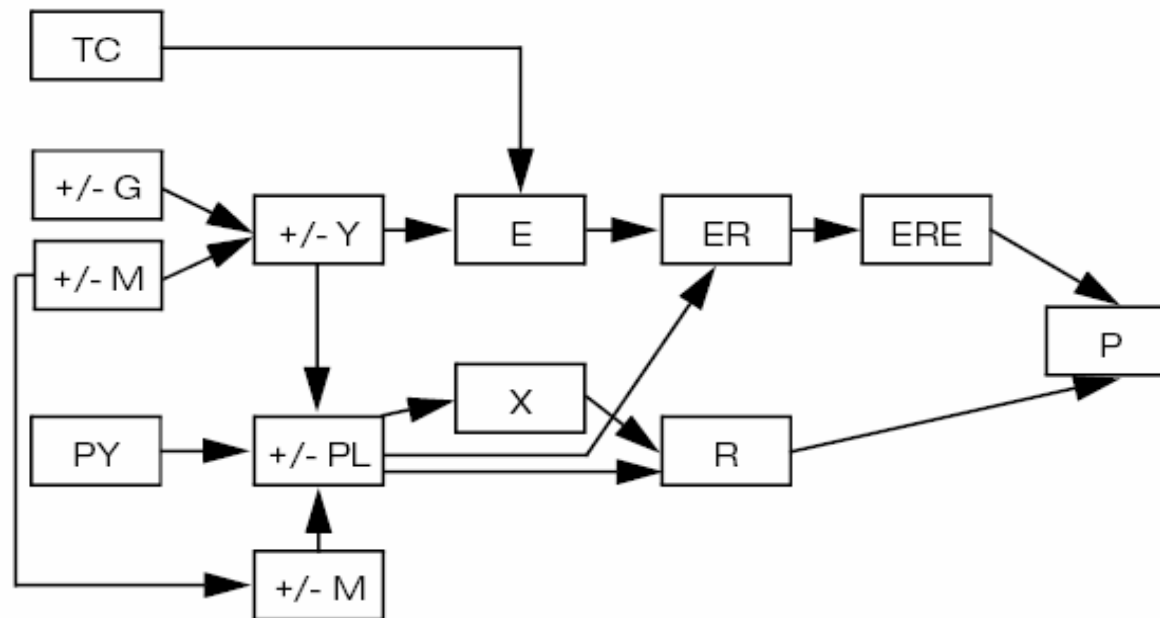 TC
+/- G
+/- Y
E
ER
ERE
+/- M
P
X
PY
+/- PL
R
+/- M